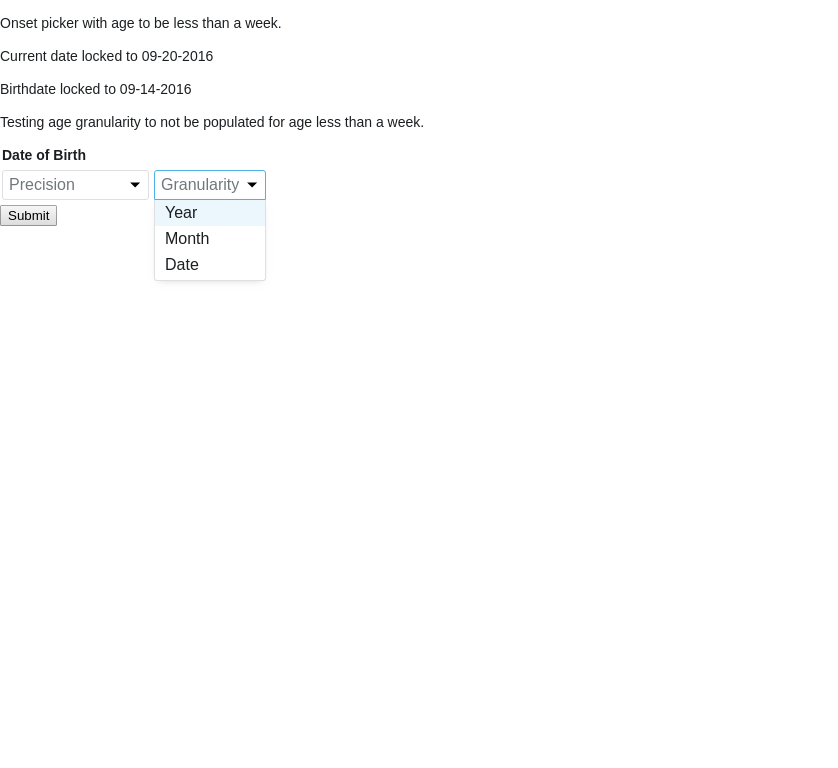 Onset picker with age to be less than a week.
Current date locked to 09-20-2016
Birthdate locked to 09-14-2016
Testing age granularity to not be populated for age less than a week.
Date of Birth
Precision Granularity
Year
Submit
Month
Date